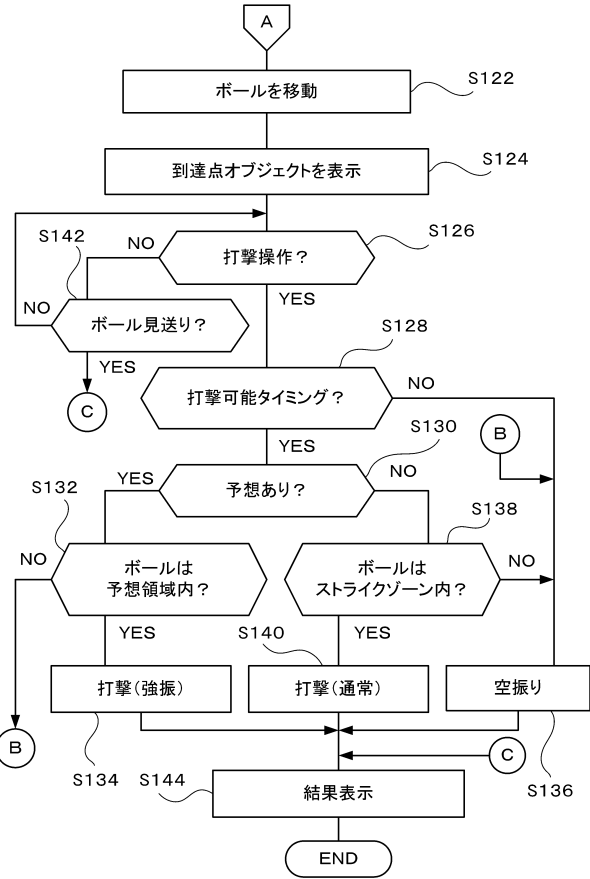 A
ボールを移動
S122
到達点オブジェクトを表示
S124
打撃操作？
S126
NO
YES
S142
ボール見送り？
NO
YES
C
打撃可能タイミング？
S128
NO
YES
B
予想あり？
S130
YES
NO
S132
ボールは
予想領域内？
NO
YES
S138
ボールは
ストライクゾーン内？
NO
YES
B
打撃（強振）
S134
S140
打撃（通常）
空振り
S136
C
S144
結果表示
END